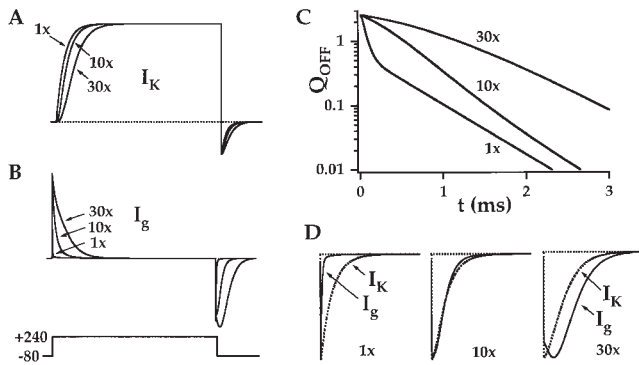 A
1x
10x
30x
I_K
B
30x
10x
1x
I_g
+240
-80
C
Q_OFF
1
0.1
0.01
30x
10x
1x
0
1
2
3
t (ms)
D
I_K
I_g
1x
10x
I_K
I_g
30x